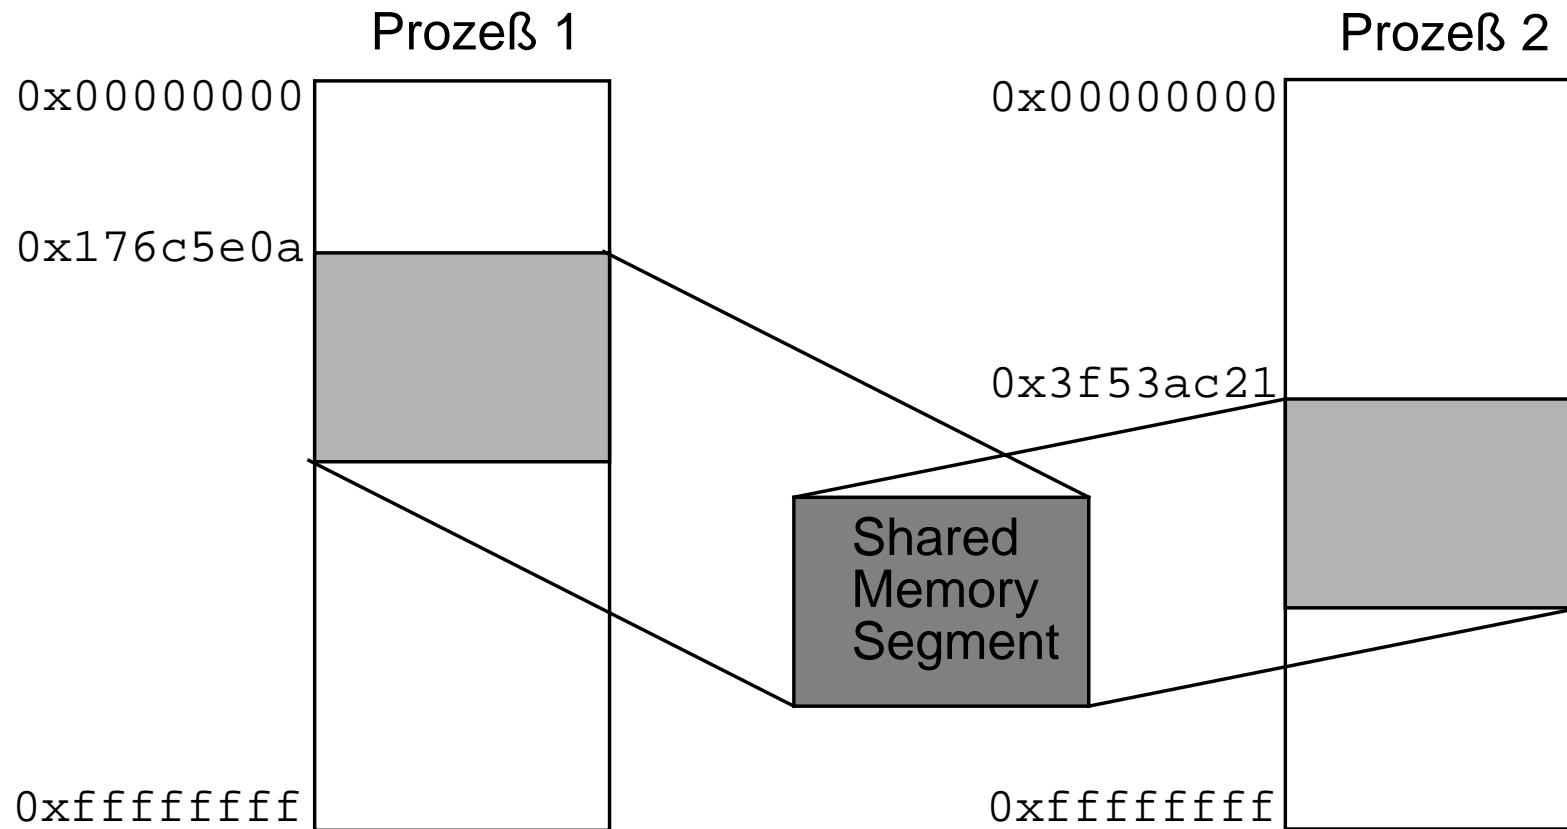 Prozeß 1
Prozeß 2
0x00000000
0x00000000
0x176c5e0a
0x3f53ac21
Shared
Memory
Segment
0xffffffff
0xffffffff